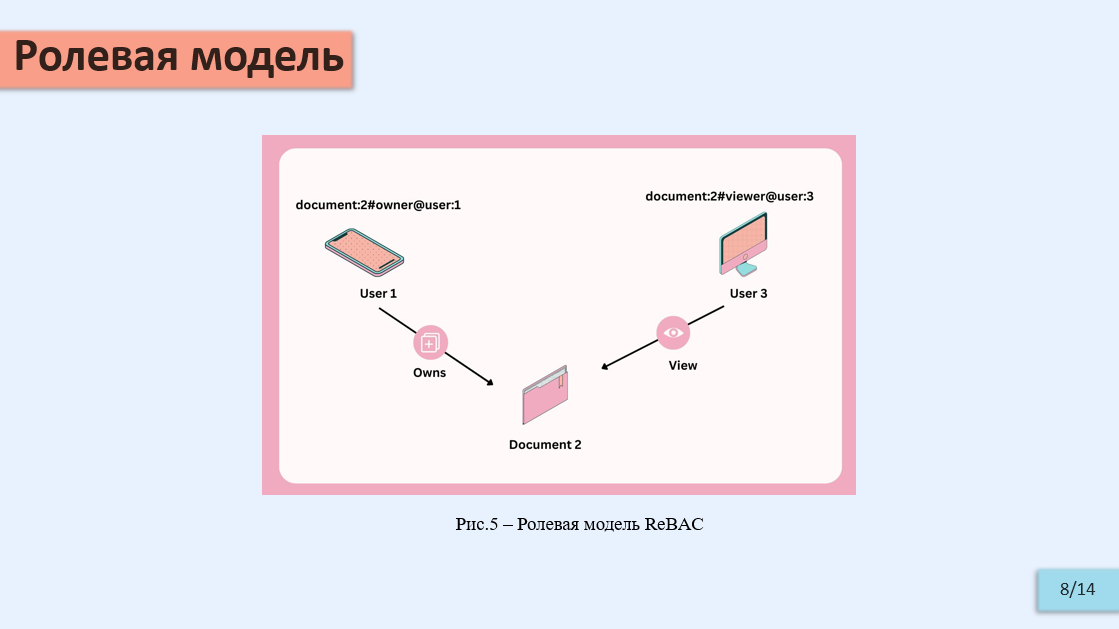 Ролевая модель
document:2#owner@user:1
document:2#viewer@user:3
User 1
User 3
Owns
View
Document 2
Рис.5 – Ролевая модель ReBAC
8/14